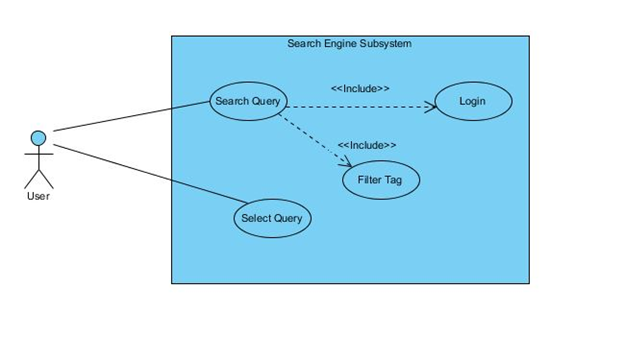 Search Engine Subsystem
<<Include>>
Search Query
Login
<<Include>>
Filter Tag
User
Select Query